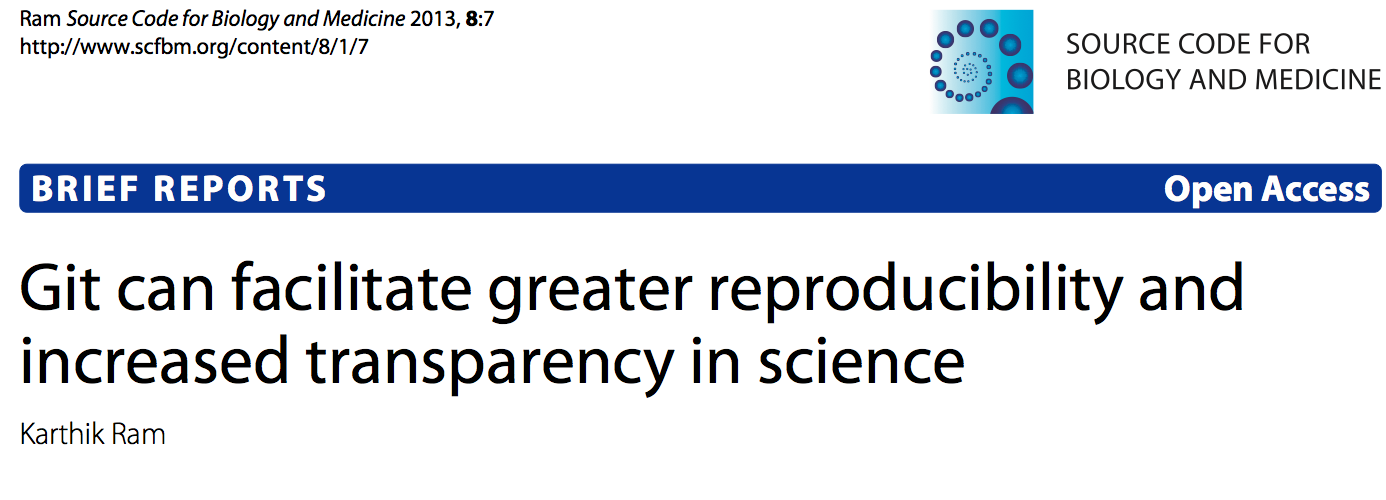 Ram Source Code for Biology and Medicine 2013, 8:7
http://www.scfbm.org/content/8/1/7
SOURCE CODE FOR
BIOLOGY AND MEDICINE
BRIEF REPORTS
Open Access
Git can facilitate greater reproducibility and
increased transparency in science
Karthik Ram